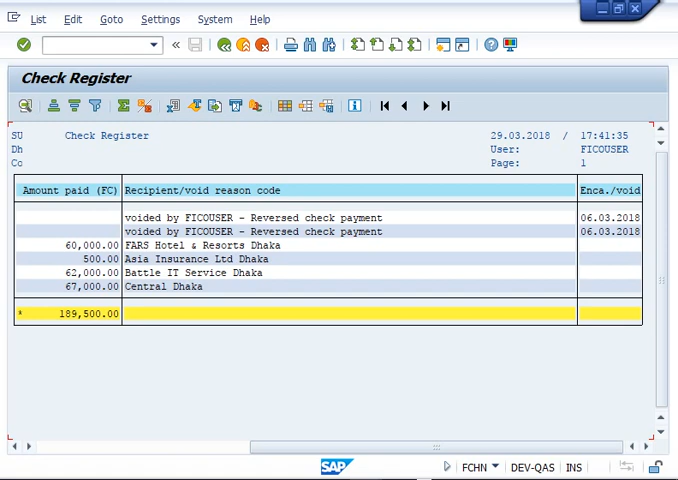 List Edit Goto Settings System Help
Check Register
SU Check Register 29.03.2018 / 17:41:35
Dh User: FICOUSER
Cc Page: 1
Amount paid (FC) Recipient/void reason code Enca./void
voided by FICOUSER - Reversed check payment 06.03.2018
voided by FICOUSER - Reversed check payment 06.03.2018
60,000.00 FARS Hotel & Resorts Dhaka
500.00 Asia Insurance Ltd Dhaka
62,000.00 Battle IT Service Dhaka
67,000.00 Central Dhaka
* 189,500.00
SAP FCHN DEV-QAS INS